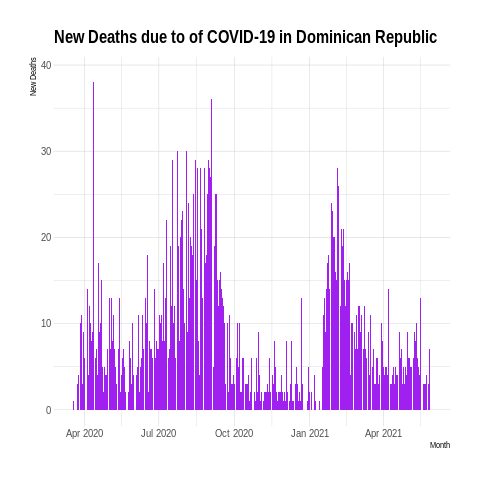 New Deaths due to of COVID-19 in Dominican Republic
New Deaths
40
30
20
10
0
Apr 2020 Jul 2020 Oct 2020 Jan 2021 Apr 2021
Month